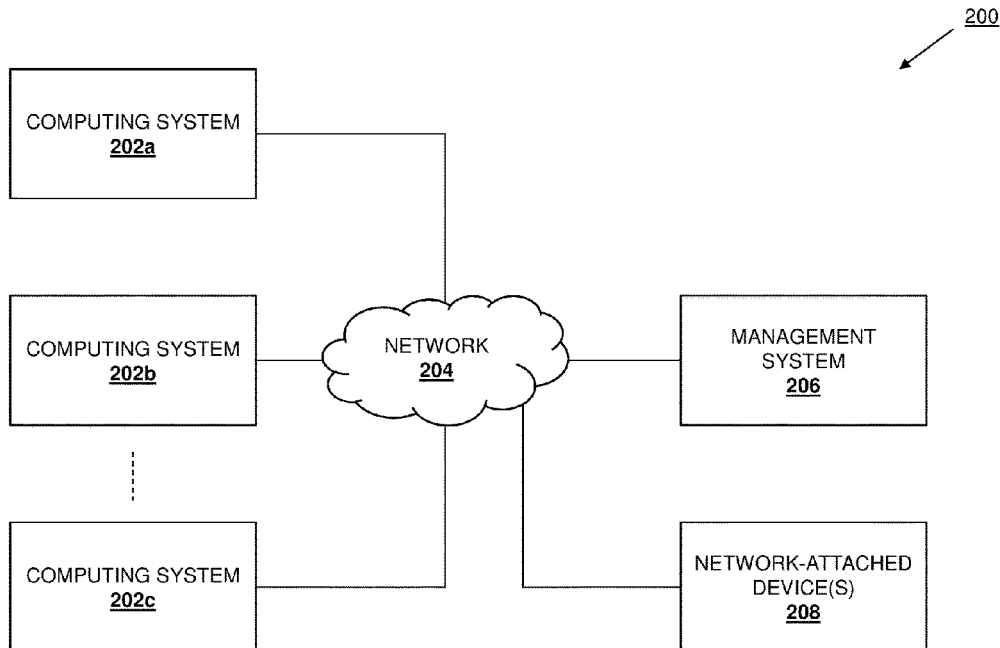 200
COMPUTING SYSTEM
202a
COMPUTING SYSTEM
202b
NETWORK
204
MANAGEMENT
SYSTEM
206
COMPUTING SYSTEM
202c
NETWORK-ATTACHED
DEVICE(S)
208